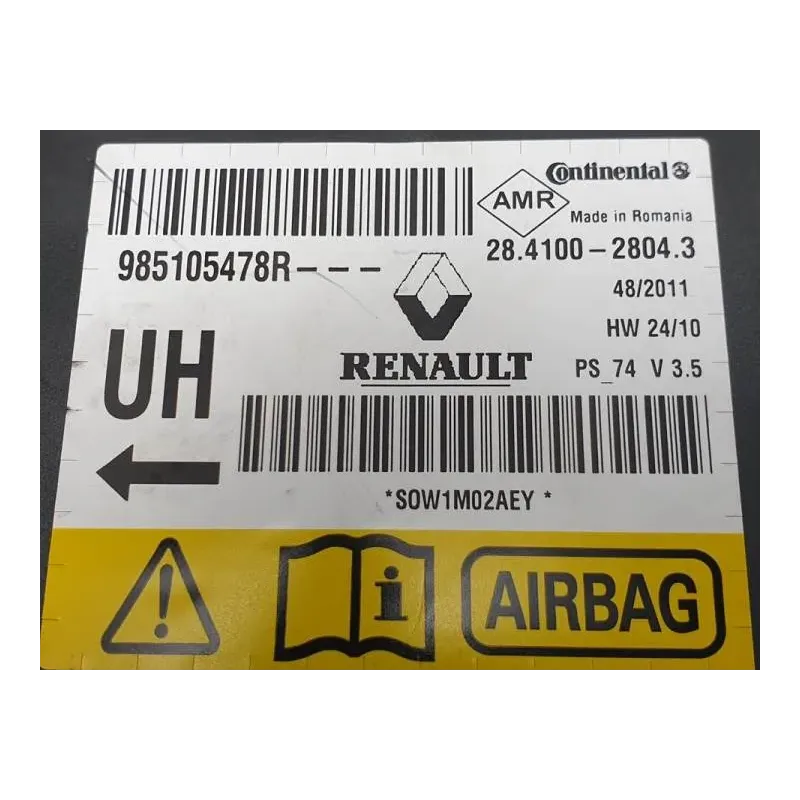 Continental
AMR
Made in Romania
985105478R---
28.4100-2804.3
48/2011
HW 24/10
RENAULT
PS_74 V 3.5
UH
*S0W1M02AEY *
i
AIRBAG